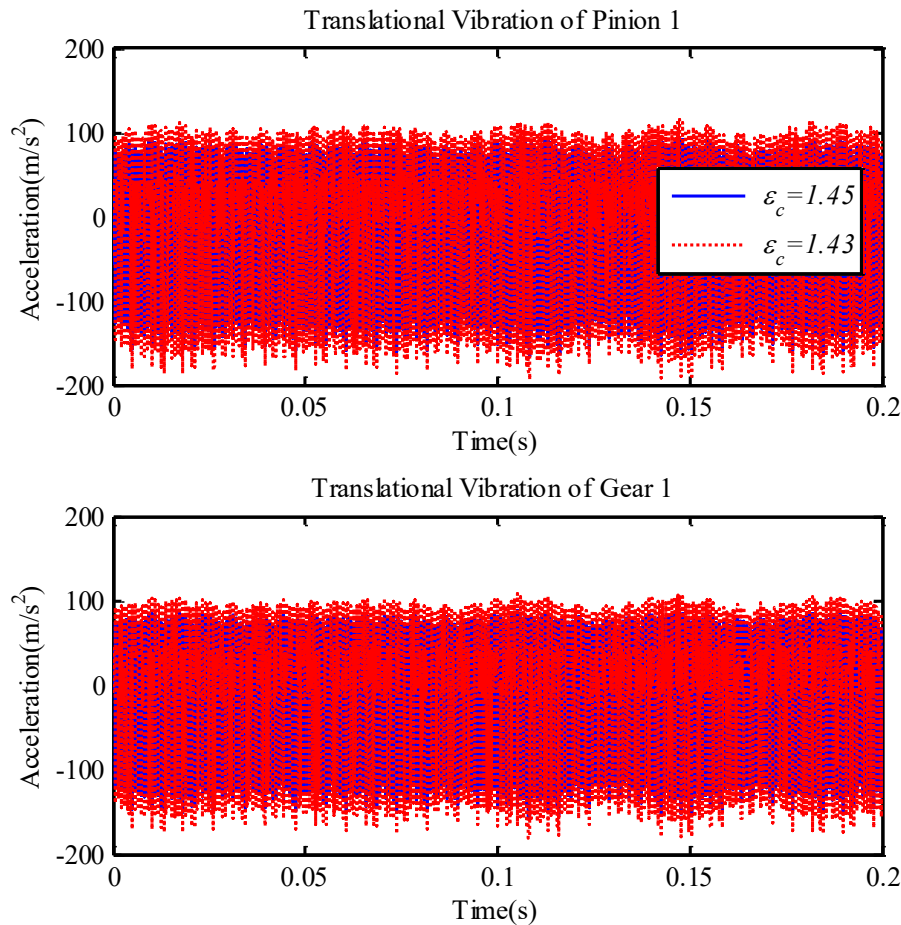 Translational Vibration of Pinion 1
200
100
0
-100
-200
Acceleration(m/s²)
ε_c=1.45
ε_c=1.43
0 0.05 0.1 0.15 0.2
Time(s)
Translational Vibration of Gear 1
200
100
0
-100
-200
Acceleration(m/s²)
0 0.05 0.1 0.15 0.2
Time(s)